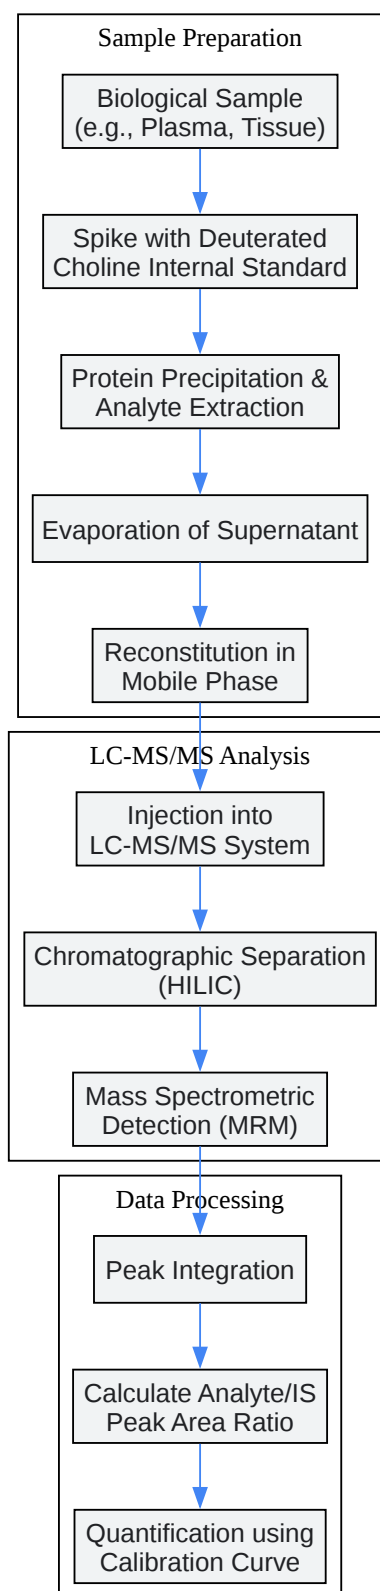 Sample Preparation
Biological Sample
(e.g., Plasma, Tissue)
Spike with Deuterated
Choline Internal Standard
Protein Precipitation &
Analyte Extraction
Evaporation of Supernatant
Reconstitution in
Mobile Phase
LC-MS/MS Analysis
Injection into
LC-MS/MS System
Chromatographic Separation
(HILIC)
Mass Spectrometric
Detection (MRM)
Data Processing
Peak Integration
Calculate Analyte/IS
Peak Area Ratio
Quantification using
Calibration Curve